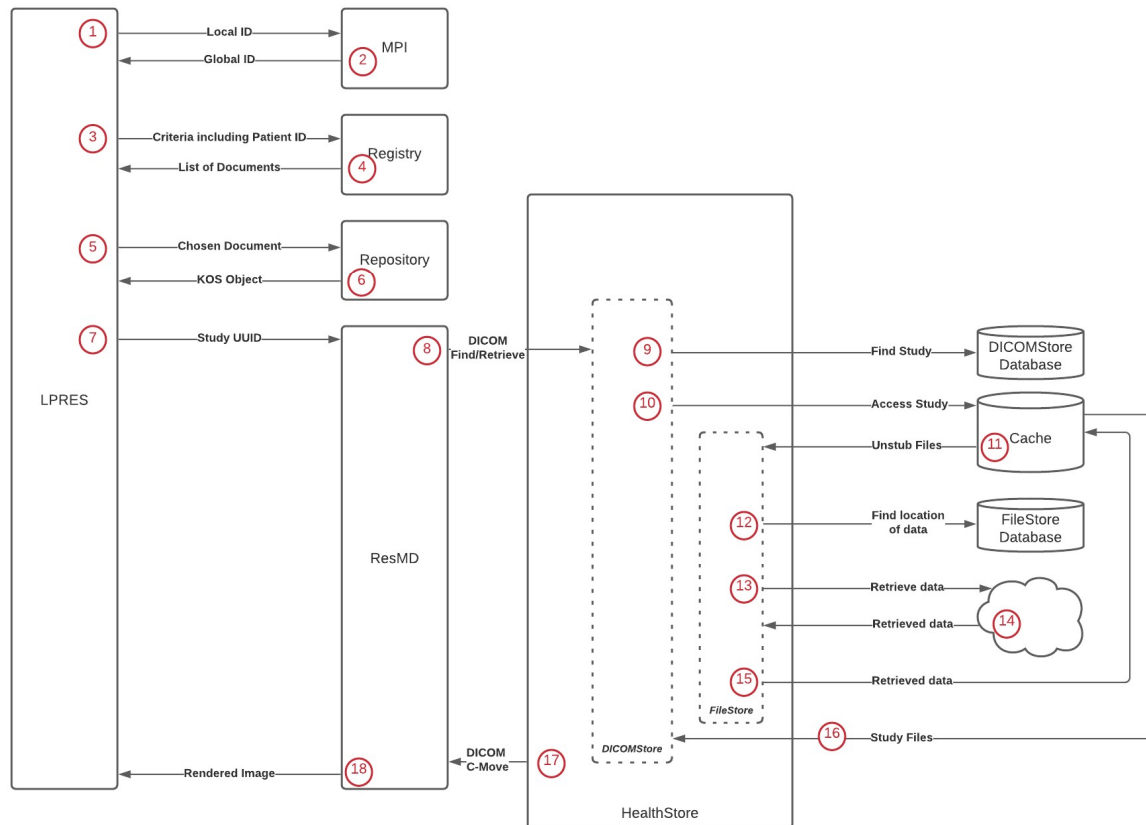 1
Local ID
MPI
Global ID
2
3
Criteria including Patient ID
Registry
List of Documents
4
5
Chosen Document
Repository
KOS Object
6
7
Study UUID
8
DICOM
Find/Retrieve
9
Find Study
DICOMStore
Database
LPRES
10
Access Study
Cache
11
Unstub Files
12
Find location
of data
FileStore
Database
ResMD
13
Retrieve data
14
Retrieved data
15
Retrieved data
FileStore
16
Study Files
DICOMStore
DICOM
C-Move
17
18
Rendered Image
HealthStore